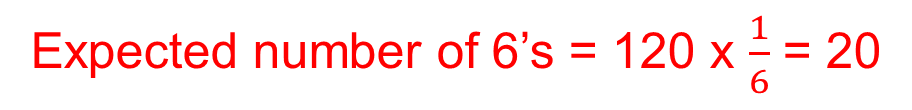 Expected number of 6’s = 120 x 1/6 = 20